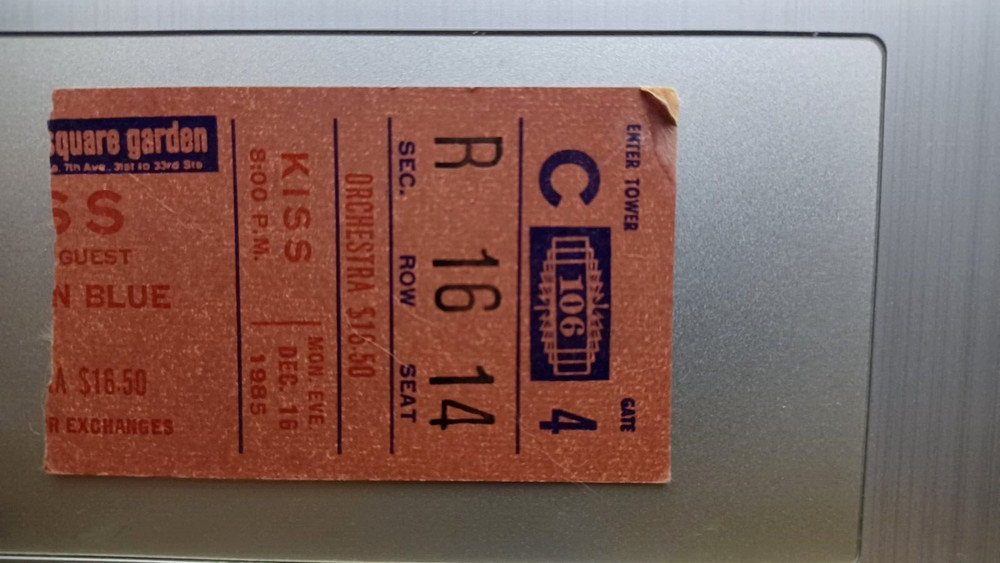 square garden
7th Ave., 31st to 33rd Sts
SS
GUEST
N BLUE
A $16.50
R EXCHANGES
KISS
8:00 P.M.
MON. EVE
DEC. 16
1985
ORCHESTRA $16.50
R 16 14
SEC. ROW SEAT
ENTER TOWER GATE
C 106 4